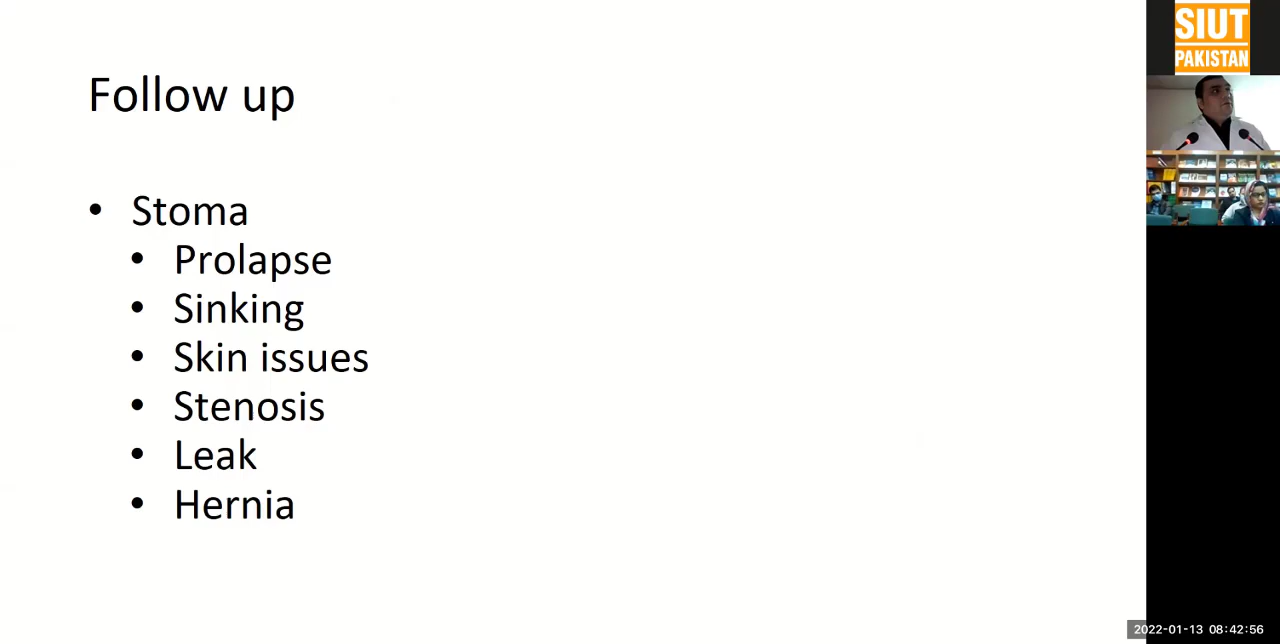 SIUT
PAKISTAN
Follow up
• Stoma
• Prolapse
• Sinking
• Skin issues
• Stenosis
• Leak
• Hernia
2022-01-13 08:42:56